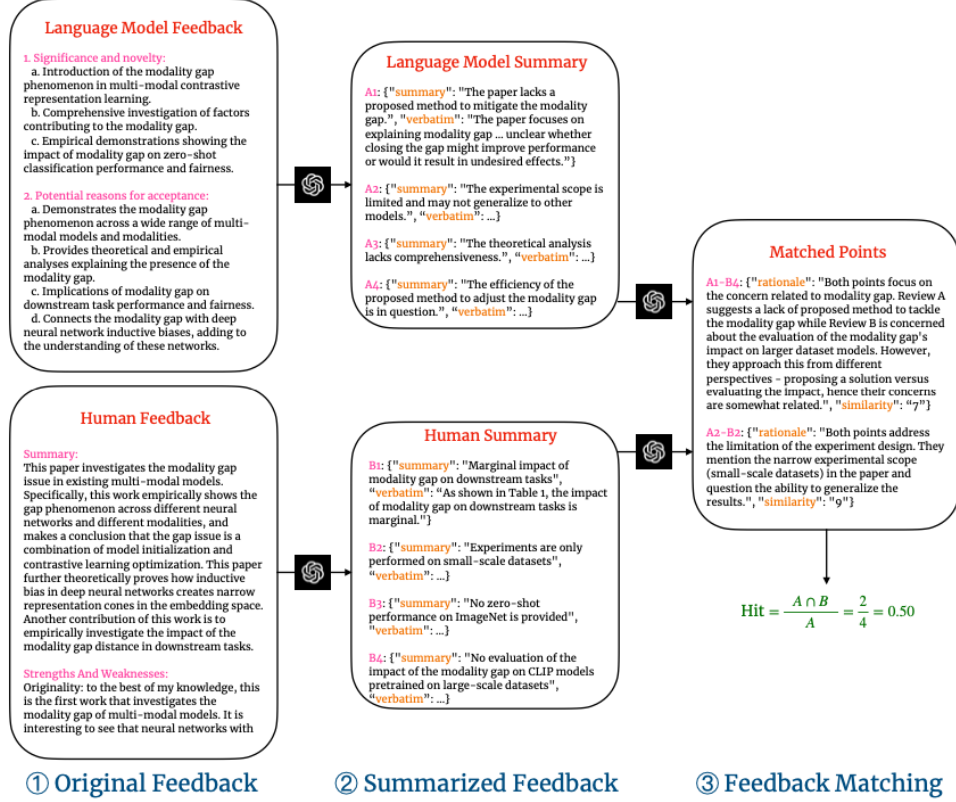 Language Model Feedback
1. Significance and novelty:
a. Introduction of the modality gap
phenomenon in multi-modal contrastive
representation learning.
b. Comprehensive investigation of factors
contributing to the modality gap.
c. Empirical demonstrations showing the
impact of modality gap on zero-shot
classification performance and fairness.
2. Potential reasons for acceptance:
a. Demonstrates the modality gap
phenomenon across a wide range of multi-
modal models and modalities.
b. Provides theoretical and empirical
analyses explaining the presence of the
modality gap.
c. Implications of modality gap on
downstream task performance and fairness.
d. Connects the modality gap with deep
neural network inductive biases, adding to
the understanding of these networks.
Human Feedback
Summary:
This paper investigates the modality gap
issue in existing multi-modal models.
Specifically, this work empirically shows the
gap phenomenon across different neural
networks and different modalities, and
makes a conclusion that the gap issue is a
combination of model initialization and
contrastive learning optimization. This paper
further theoretically proves how inductive
bias in deep neural networks creates narrow
representation cones in the embedding space.
Another contribution of this work is to
empirically investigate the impact of the
modality gap distance in downstream tasks.
Strengths And Weaknesses:
Originality: to the best of my knowledge, this
is the first work that investigates the
modality gap of multi-modal models. It is
interesting to see that neural networks with
① Original Feedback
Language Model Summary
A1: {"summary": "The paper lacks a
proposed method to mitigate the modality
gap.", "verbatim": "The paper focuses on
explaining modality gap ... unclear whether
closing the gap might improve performance
or would it result in undesired effects."}
A2: {"summary": "The experimental scope is
limited and may not generalize to other
models.", "verbatim": ...}
A3: {"summary": "The theoretical analysis
lacks comprehensiveness.", "verbatim": ...}
A4: {"summary": "The efficiency of the
proposed method to adjust the modality gap
is in question.", "verbatim": ...}
Human Summary
B1: {"summary": "Marginal impact of
modality gap on downstream tasks",
"verbatim": "As shown in Table 1, the impact
of modality gap on downstream tasks is
marginal."}
B2: {"summary": "Experiments are only
performed on small-scale datasets",
"verbatim": ...}
B3: {"summary": "No zero-shot
performance on ImageNet is provided",
"verbatim": ...}
B4: {"summary": "No evaluation of the
impact of the modality gap on CLIP models
pretrained on large-scale datasets",
"verbatim": ...}
② Summarized Feedback
Matched Points
A1-B4: {"rationale": "Both points focus on
the concern related to modality gap. Review A
suggests a lack of proposed method to tackle
the modality gap while Review B is concerned
about the evaluation of the modality gap's
impact on larger dataset models. However,
they approach this from different
perspectives - proposing a solution versus
evaluating the impact, hence their concerns
are somewhat related.", "similarity": "7"}
A2-B2: {"rationale": "Both points address
the limitation of the experiment design. They
mention the narrow experimental scope
(small-scale datasets) in the paper and
question the ability to generalize the
results.", "similarity": "9"}
Hit = A ∩ B / A = 2 / 4 = 0.50
③ Feedback Matching